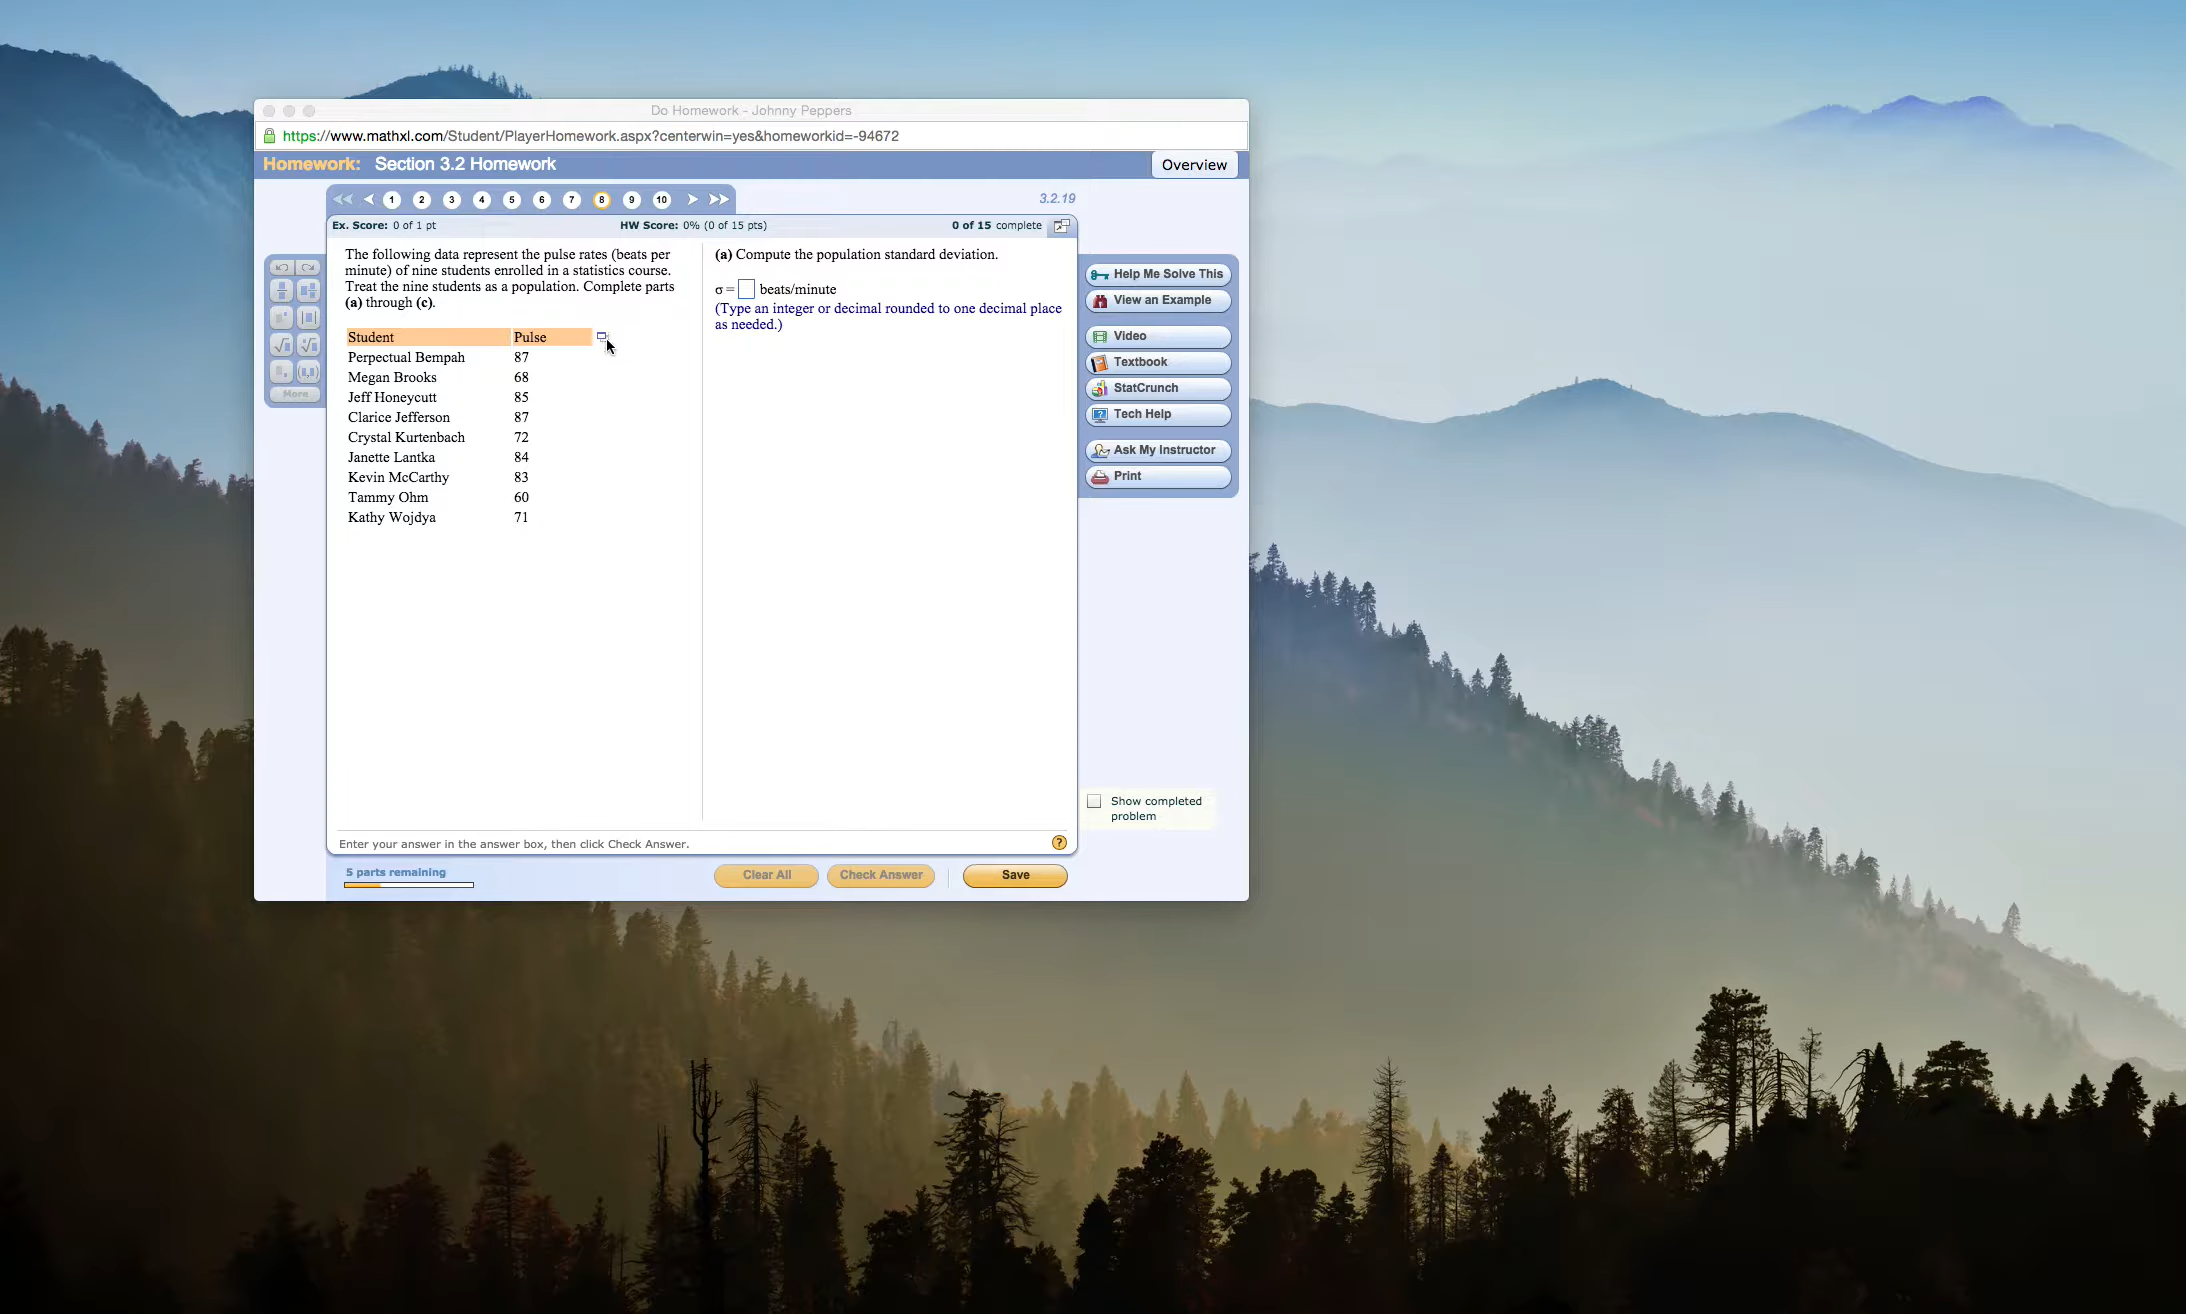 Do Homework - Johnny Peppers
https://www.mathxl.com/Student/PlayerHomework.aspx?centerwin=yes&homeworkid=-94672
Homework: Section 3.2 Homework
Overview
1 2 3 4 5 6 7 8 9 10
3.2.19
Ex. Score: 0 of 1 pt
HW Score: 0% (0 of 15 pts)
0 of 15 complete
The following data represent the pulse rates (beats per
minute) of nine students enrolled in a statistics course.
Treat the nine students as a population. Complete parts
(a) through (c).
Student Pulse
Perpectual Bempah 87
Megan Brooks 68
Jeff Honeycutt 85
Clarice Jefferson 87
Crystal Kurtenbach 72
Janette Lantka 84
Kevin McCarthy 83
Tammy Ohm 60
Kathy Wojdya 71
(a) Compute the population standard deviation.
σ = beats/minute
(Type an integer or decimal rounded to one decimal place
as needed.)
More
Help Me Solve This
View an Example
Video
Textbook
StatCrunch
Tech Help
Ask My Instructor
Print
Show completed
problem
Enter your answer in the answer box, then click Check Answer.
?
5 parts remaining
Clear All
Check Answer
Save